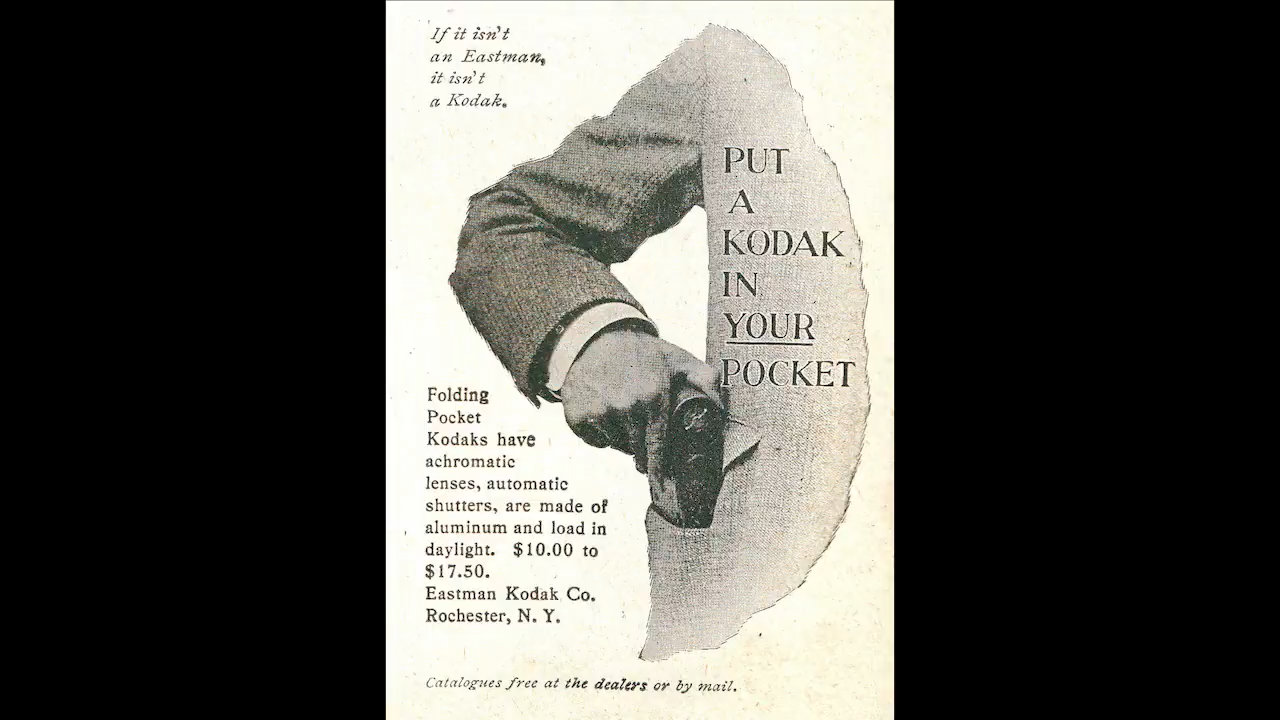 If it isn't
an Eastman,
it isn't
a Kodak.
PUT
A
KODAK
IN
YOUR
POCKET
Folding
Pocket
Kodaks have
achromatic
lenses, automatic
shutters, are made of
aluminum and load in
daylight. $10.00 to
$17.50.
Eastman Kodak Co.
Rochester, N. Y.
Catalogues free at the dealers or by mail.